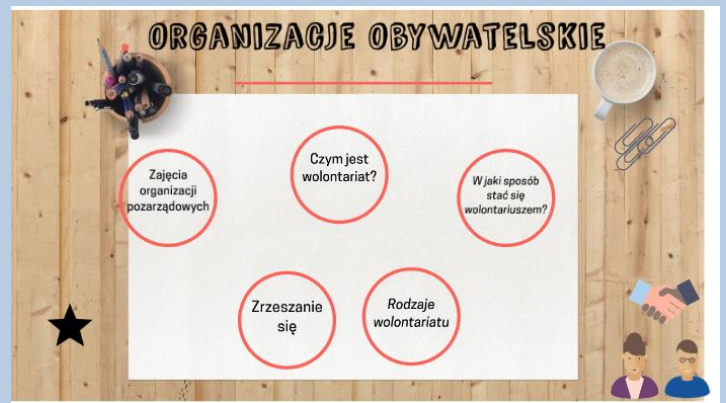 ORGANIZACJE OBYWATELSKIE
Zajęcia
organizacji
pozarządowych
Czym jest
wolontariat?
W jaki sposób
stać się
wolontariuszem?
Zrzeszanie
się
Rodzaje
wolontariatu